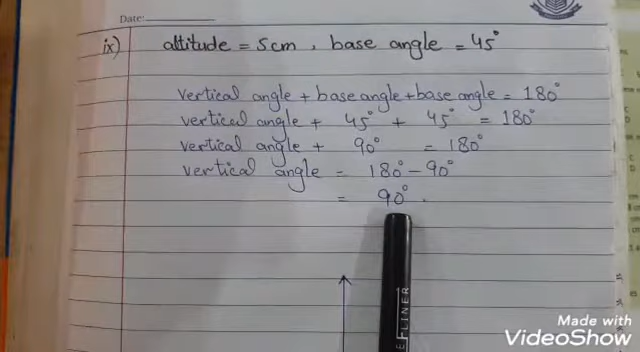 Date:
ix) altitude = 5cm, base angle = 45°
vertical angle + base angle + base angle = 180°
vertical angle + 45° + 45° = 180°
vertical angle + 90° = 180°
vertical angle = 180° - 90°
= 90°.
EFLINER
Made with
VideoShow